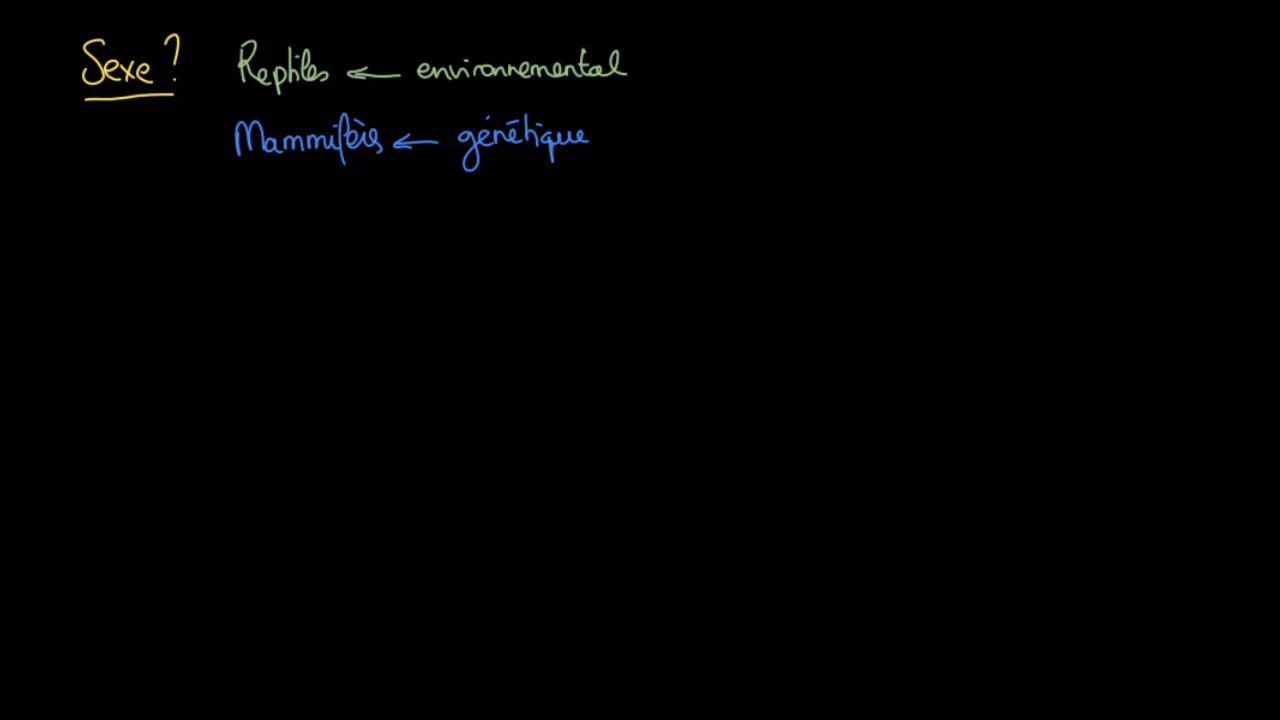 Sexe ? Reptiles ← environnemental
Mammifères ← génétique